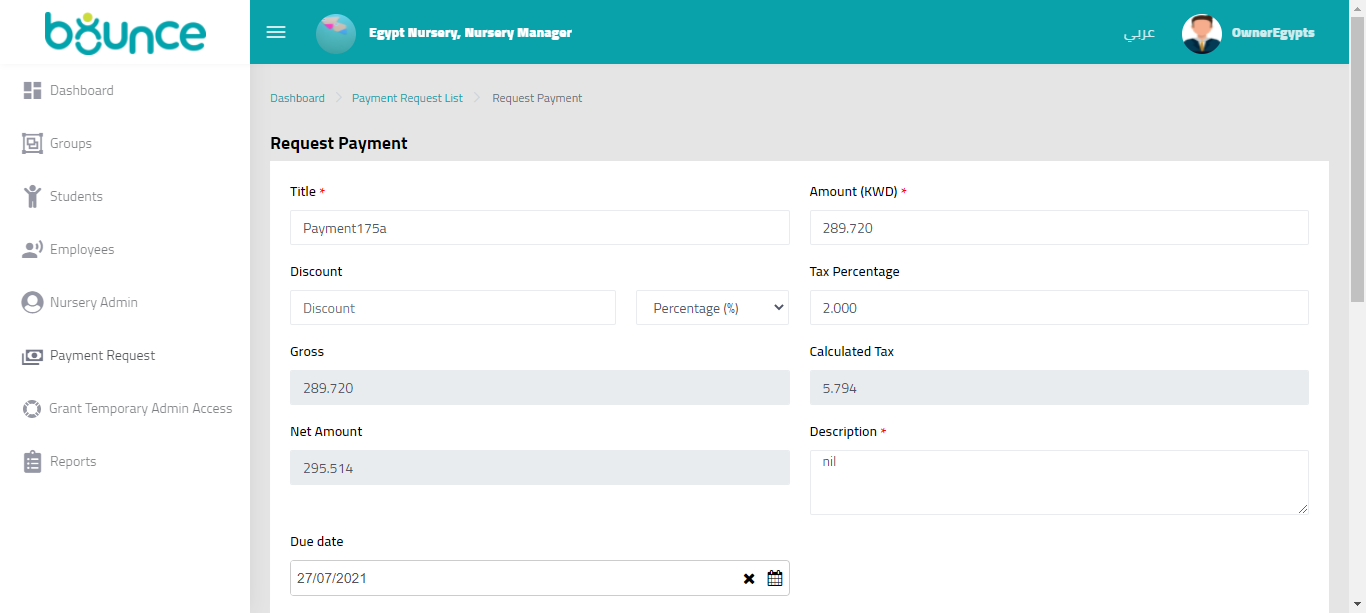 bounce
Egypt Nursery, Nursery Manager
عربي
OwnerEgypts
Dashboard
Groups
Students
Employees
Nursery Admin
Payment Request
Grant Temporary Admin Access
Reports
Dashboard > Payment Request List > Request Payment
Request Payment
Title *
Payment175a
Amount (KWD) *
289.720
Discount
Discount
Percentage (%)
Tax Percentage
2.000
Gross
289.720
Calculated Tax
5.794
Net Amount
295.514
Description *
nil
Due date
27/07/2021